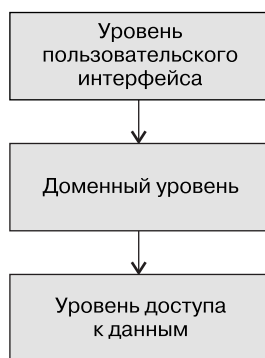 Уровень
пользовательского
интерфейса
Доменный уровень
Уровень доступа
к данным